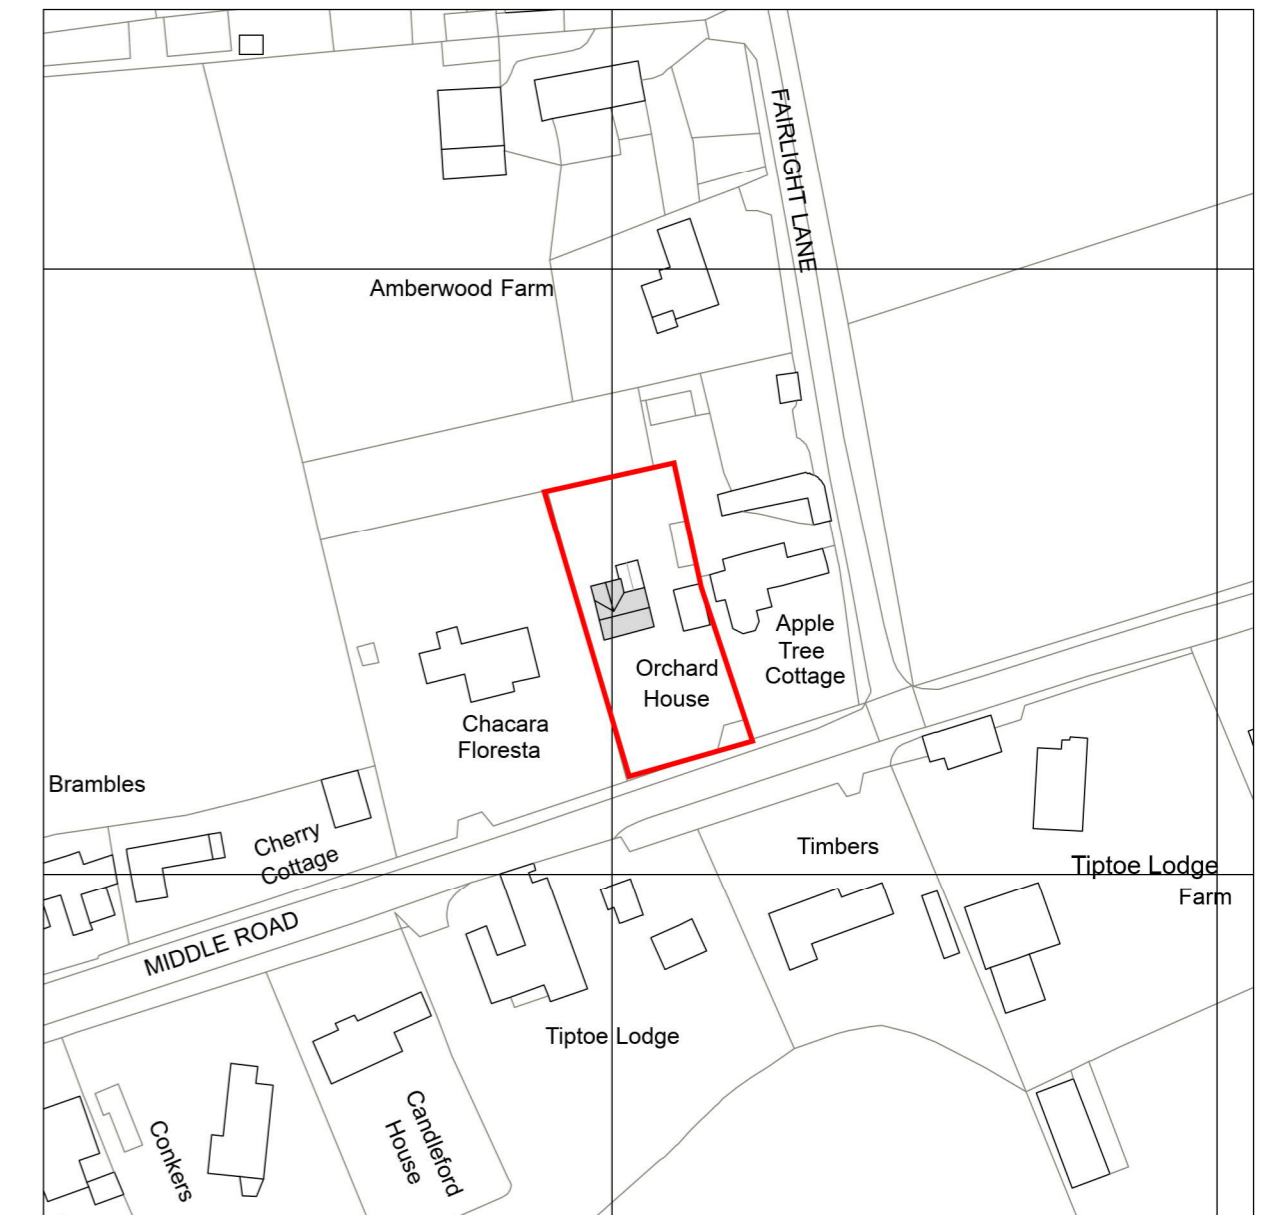 FAIRLIGHT LANE
Amberwood Farm
Apple
Tree
Cottage
Orchard
House
Chacara
Floresta
Brambles
Cherry
Cottage
Timbers
Tiptoe Lodge
Farm
MIDDLE ROAD
Tiptoe Lodge
Candleford
House
Conkers